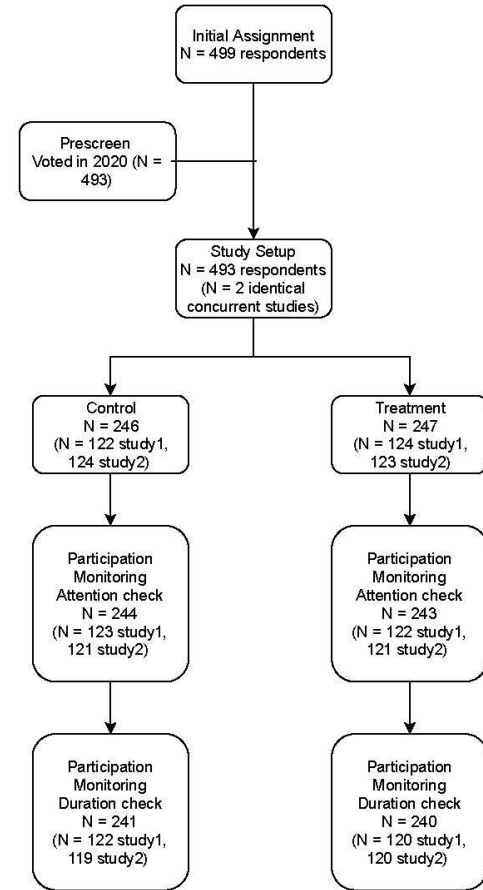 Initial Assignment
N = 499 respondents
Prescreen
Voted in 2020 (N =
493)
Study Setup
N = 493 respondents
(N = 2 identical
concurrent studies)
Control
N = 246
(N = 122 study1,
124 study2)
Treatment
N = 247
(N = 124 study1,
123 study2)
Participation
Monitoring
Attention check
N = 244
(N = 123 study1,
121 study2)
Participation
Monitoring
Attention check
N = 243
(N = 122 study1,
121 study2)
Participation
Monitoring
Duration check
N = 241
(N = 122 study1,
119 study2)
Participation
Monitoring
Duration check
N = 240
(N = 120 study1,
120 study2)